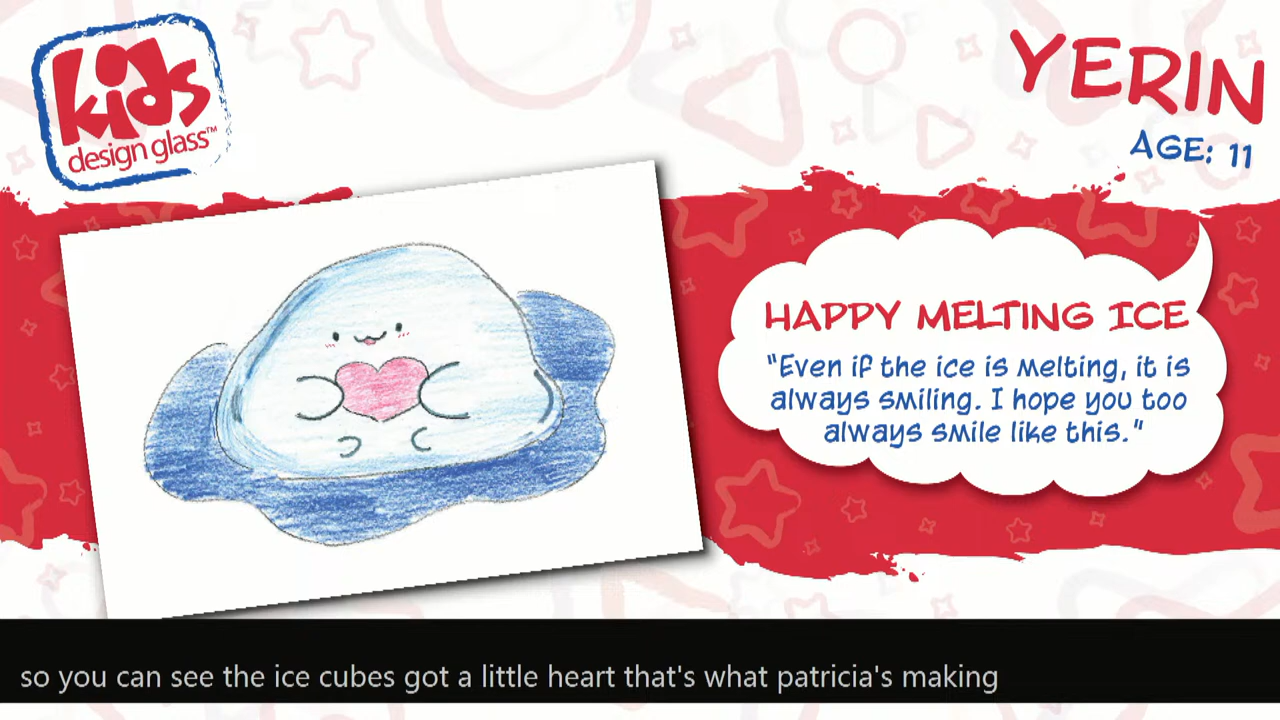 kids
design glass™
YERIN
AGE: 11
HAPPY MELTING ICE
"Even if the ice is melting, it is
always smiling. I hope you too
always smile like this."
so you can see the ice cubes got a little heart that's what patricia's making